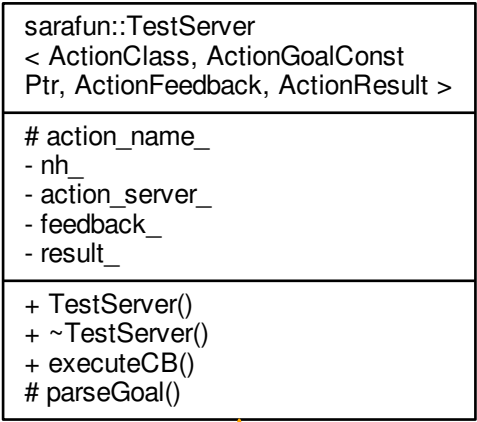 sarafun::TestServer
< ActionClass, ActionGoalConst
Ptr, ActionFeedback, ActionResult >
# action_name_
- nh_
- action_server_
- feedback_
- result_
+ TestServer()
+ ~TestServer()
+ executeCB()
# parseGoal()